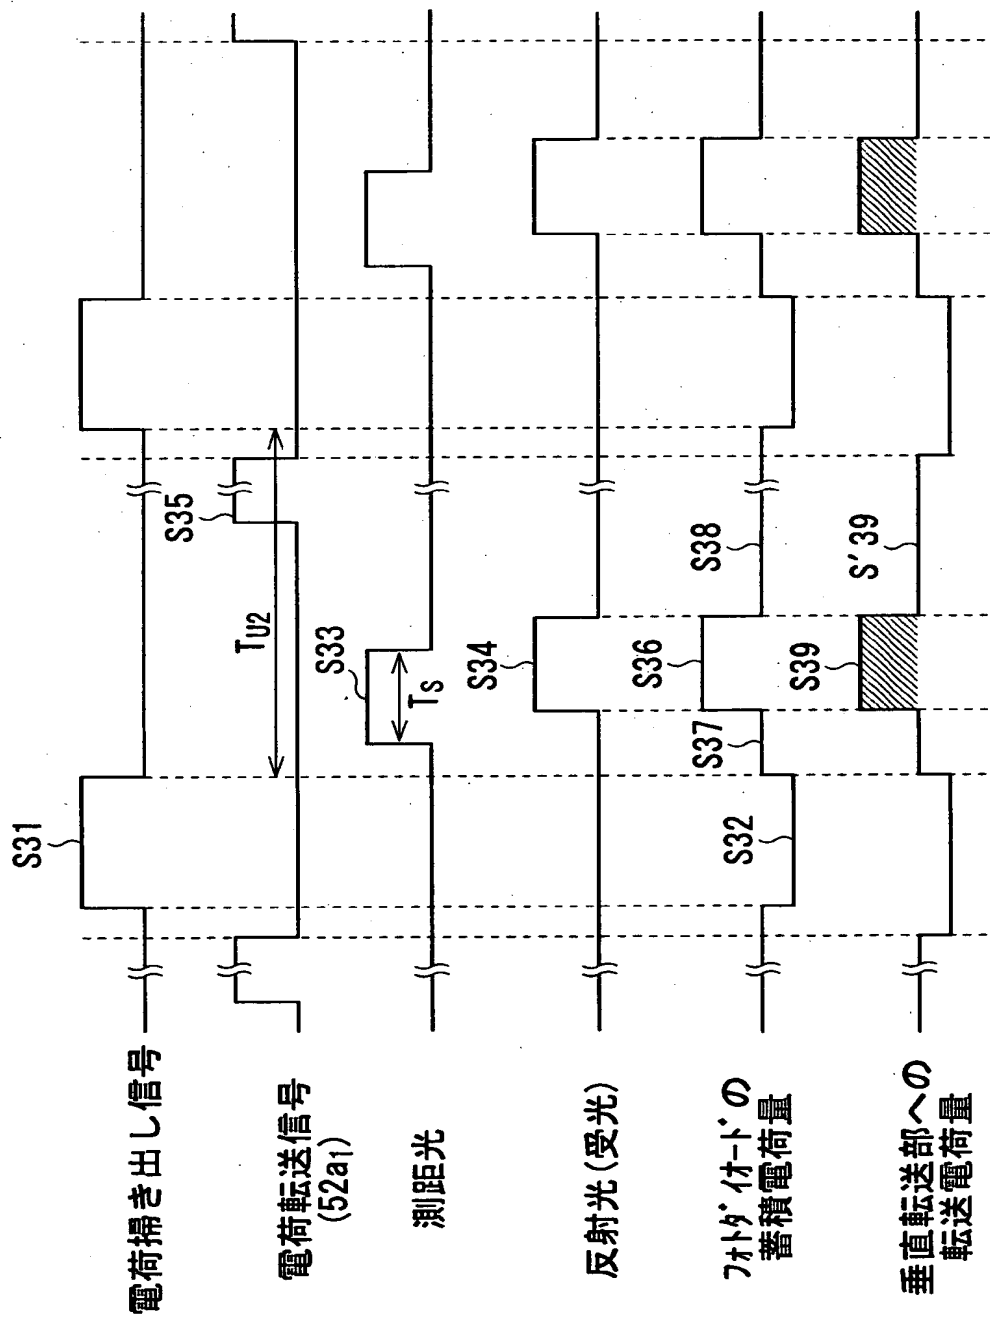 電荷掃き出し信号
S31
電荷転送信号
(52a1)
TU2
S35
測距光
S33
TS
反射光(受光)
S34
ﾌｫﾄﾀﾞｲｵｰﾄﾞの
蓄積電荷量
S32
S37
S36
S38
垂直転送部への
転送電荷量
S39
S'39